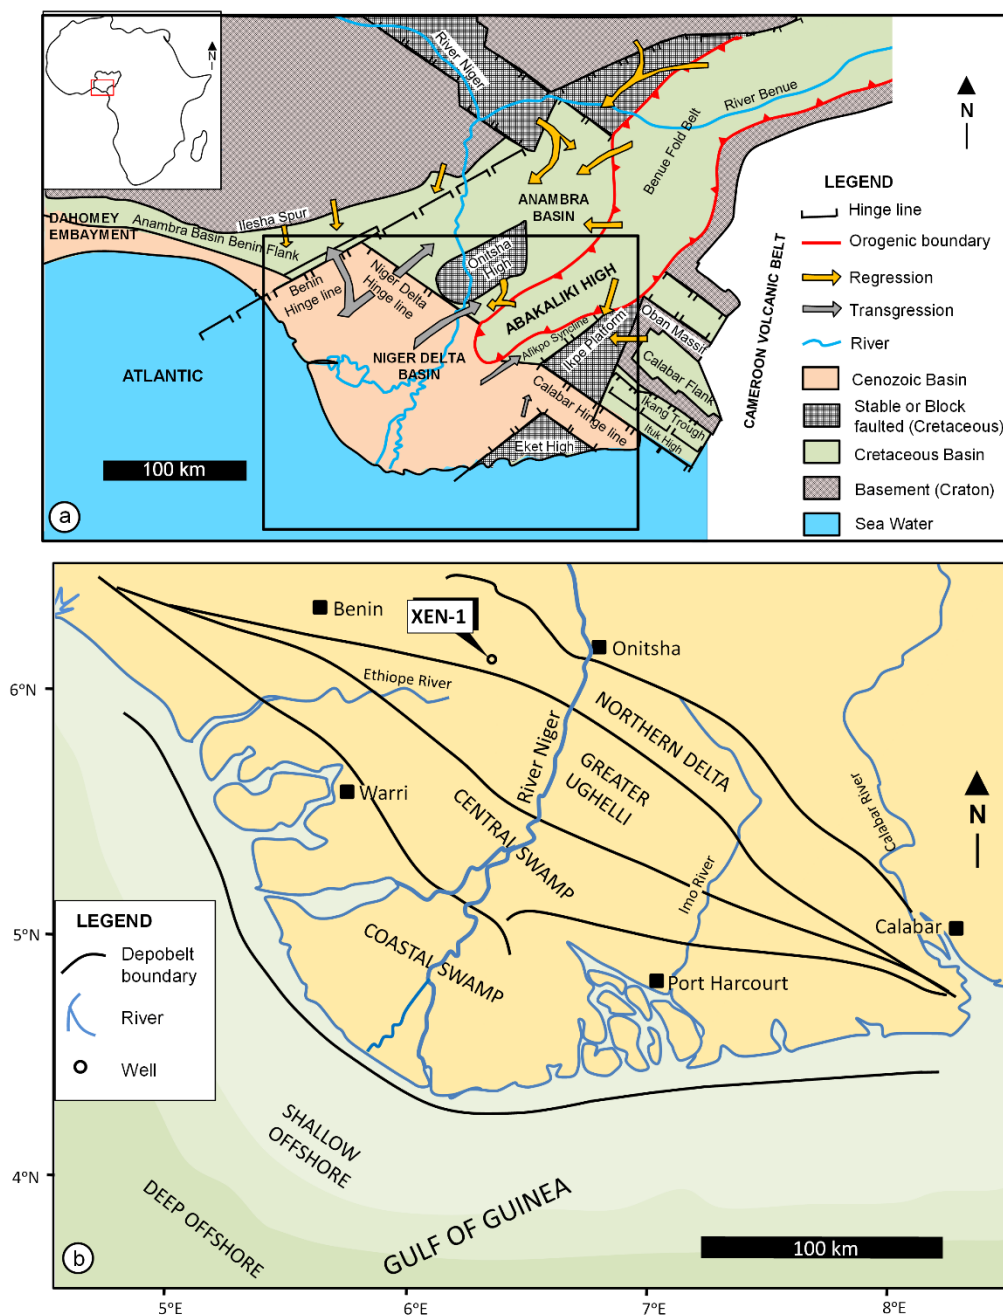 N
River Niger
River Benue
Benue Fold Belt
N
ANAMBRA
BASIN
Ilesha Spur
DAHOMEY
EMBAYMENT
Anambra Basin Benin Flank
Onitsha
High
Benin
Hinge line
Niger Delta
Hinge line
ABAKALIKI HIGH
Afikpo Syncline
Ikpe Platform
Oban Massif
Calabar Flank
Ikang Trough
Ituk High
NIGER DELTA
BASIN
Calabar Hinge line
Eket High
ATLANTIC
100 km
CAMEROON VOLCANIC BELT
a
LEGEND
Hinge line
Orogenic boundary
Regression
Transgression
River
Cenozoic Basin
Stable or Block
faulted (Cretaceous)
Cretaceous Basin
Basement (Craton)
Sea Water
Benin
XEN-1
Onitsha
Ethiope River
6°N
NORTHERN DELTA
River Niger
GREATER
UGHELLI
Warri
CENTRAL SWAMP
Imo River
Calabar River
N
Calabar
5°N
COASTAL SWAMP
Port Harcourt
LEGEND
Depobelt
boundary
River
Well
SHALLOW
OFFSHORE
4°N
DEEP OFFSHORE
GULF OF GUINEA
100 km
b
5°E
6°E
7°E
8°E